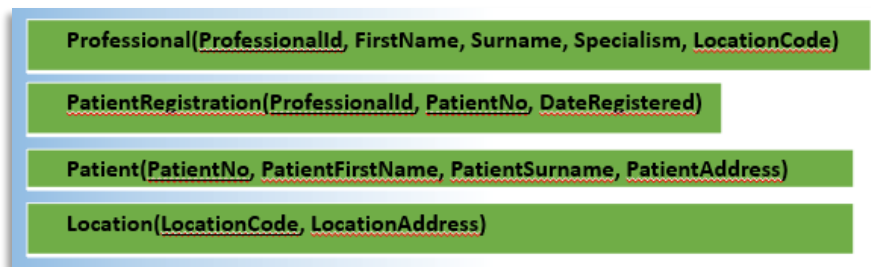 Professional(ProfessionalId, FirstName, Surname, Specialism, LocationCode)
PatientRegistration(ProfessionalId, PatientNo, DateRegistered)
Patient(PatientNo, PatientFirstName, PatientSurname, PatientAddress)
Location(LocationCode, LocationAddress)